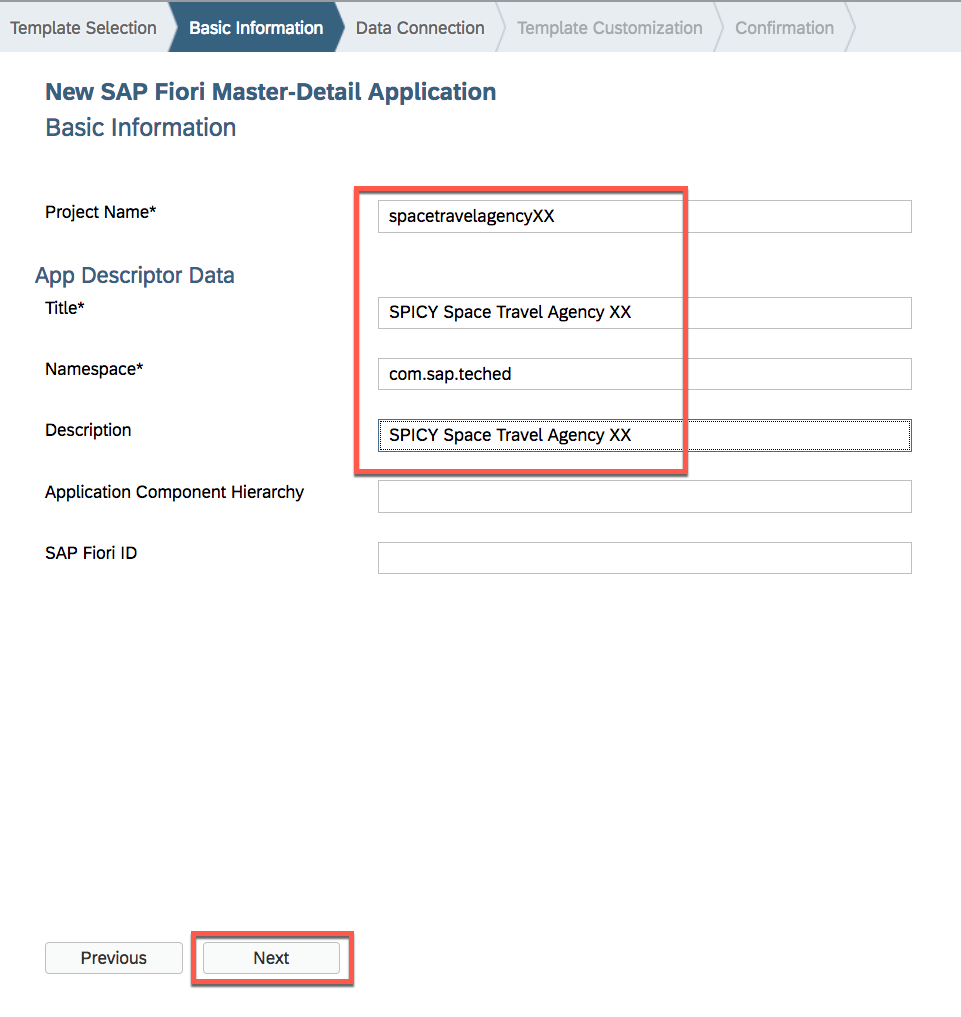 Template Selection Basic Information Data Connection Template Customization Confirmation
New SAP Fiori Master-Detail Application
Basic Information
Project Name* spacetravelagencyXX
App Descriptor Data
Title* SPICY Space Travel Agency XX
Namespace* com.sap.teched
Description SPICY Space Travel Agency XX
Application Component Hierarchy
SAP Fiori ID
Previous Next